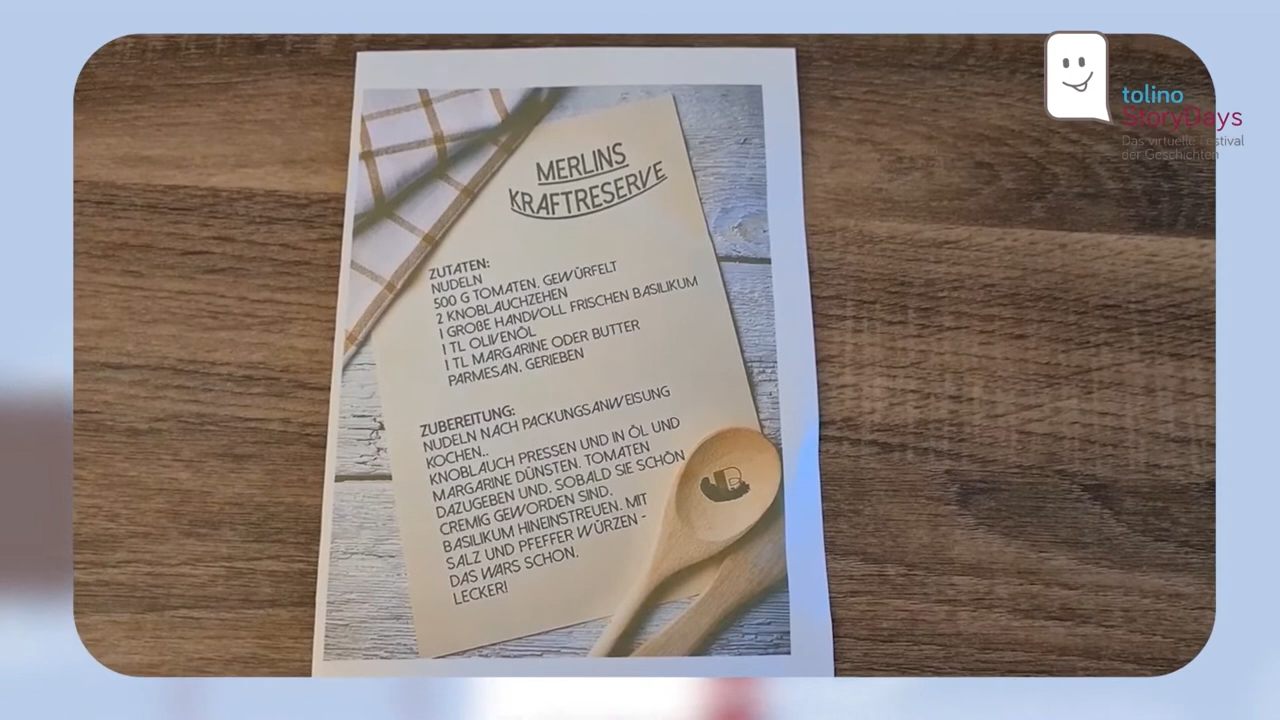 tolino
StoryDays
Das virtuelle Festival
der Geschichten
MERLINS
KRAFTRESERVE
ZUTATEN:
NUDELN
500 G TOMATEN, GEWÜRFELT
2 KNOBLAUCHZEHEN
1 GROßE HANDVOLL FRISCHEN BASILIKUM
1 TL OLIVENÖL
1 TL MARGARINE ODER BUTTER
PARMESAN, GERIEBEN
ZUBEREITUNG:
NUDELN NACH PACKUNGSANWEISUNG
KOCHEN..
KNOBLAUCH PRESSEN UND IN ÖL UND
MARGARINE DÜNSTEN. TOMATEN
DAZUGEBEN UND, SOBALD SIE SCHÖN
CREMIG GEWORDEN SIND,
BASILIKUM HINEINSTREUEN. MIT
SALZ UND PFEFFER WÜRZEN -
DAS WARS SCHON.
LECKER!